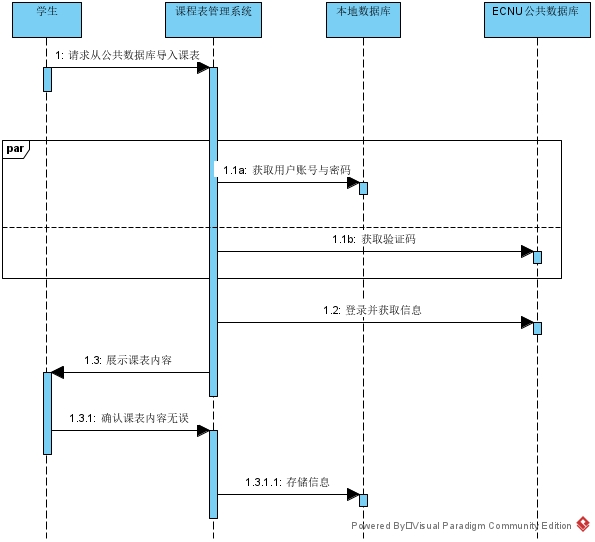 学生
课程表管理系统
本地数据库
ECNU公共数据库
1: 请求从公共数据库导入课表
par
1.1a: 获取用户账号与密码
1.1b: 获取验证码
1.2: 登录并获取信息
1.3: 展示课表内容
1.3.1: 确认课表内容无误
1.3.1.1: 存储信息
Powered By□Visual Paradigm Community Edition